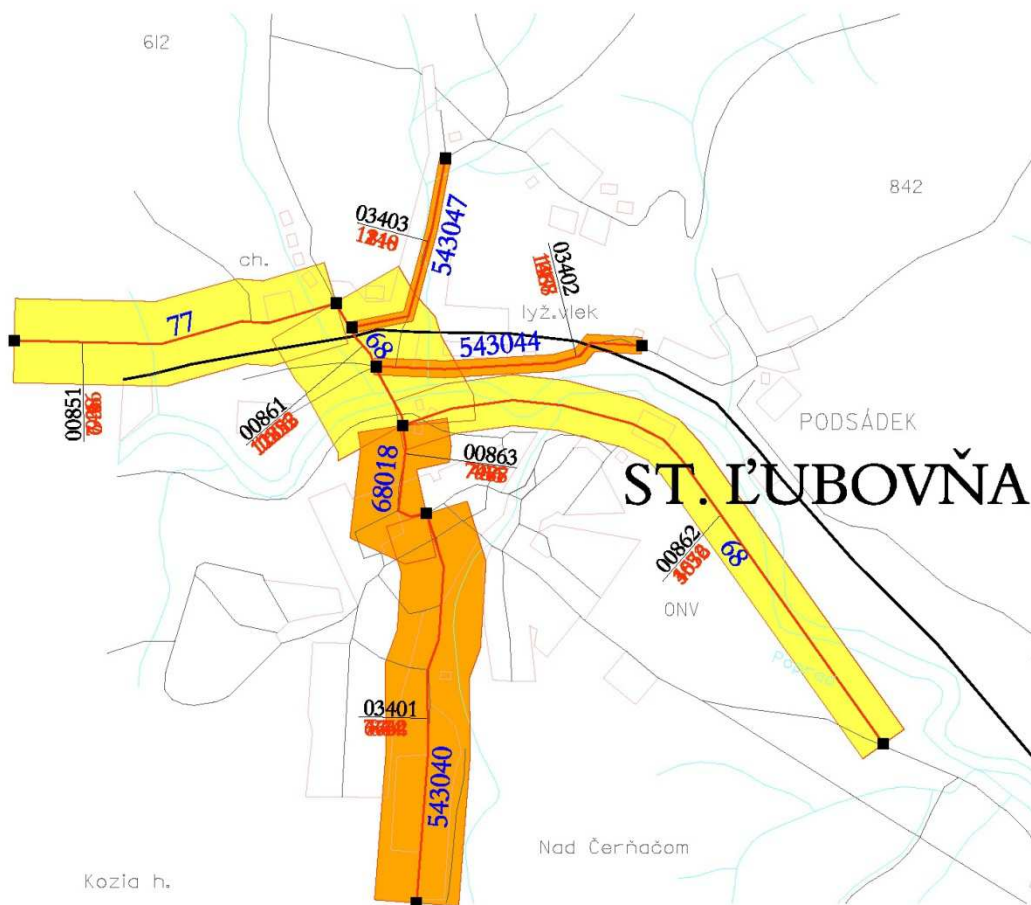 612
842
03403
543047
03402
ch.
lyž.vlek
77
68
543044
00851
00861
PODSÁDEK
00863
68018
ST. ĽUBOVŇA
00862
68
ONV
Poprad
03401
543040
Nad Čerňačom
Kozia h.